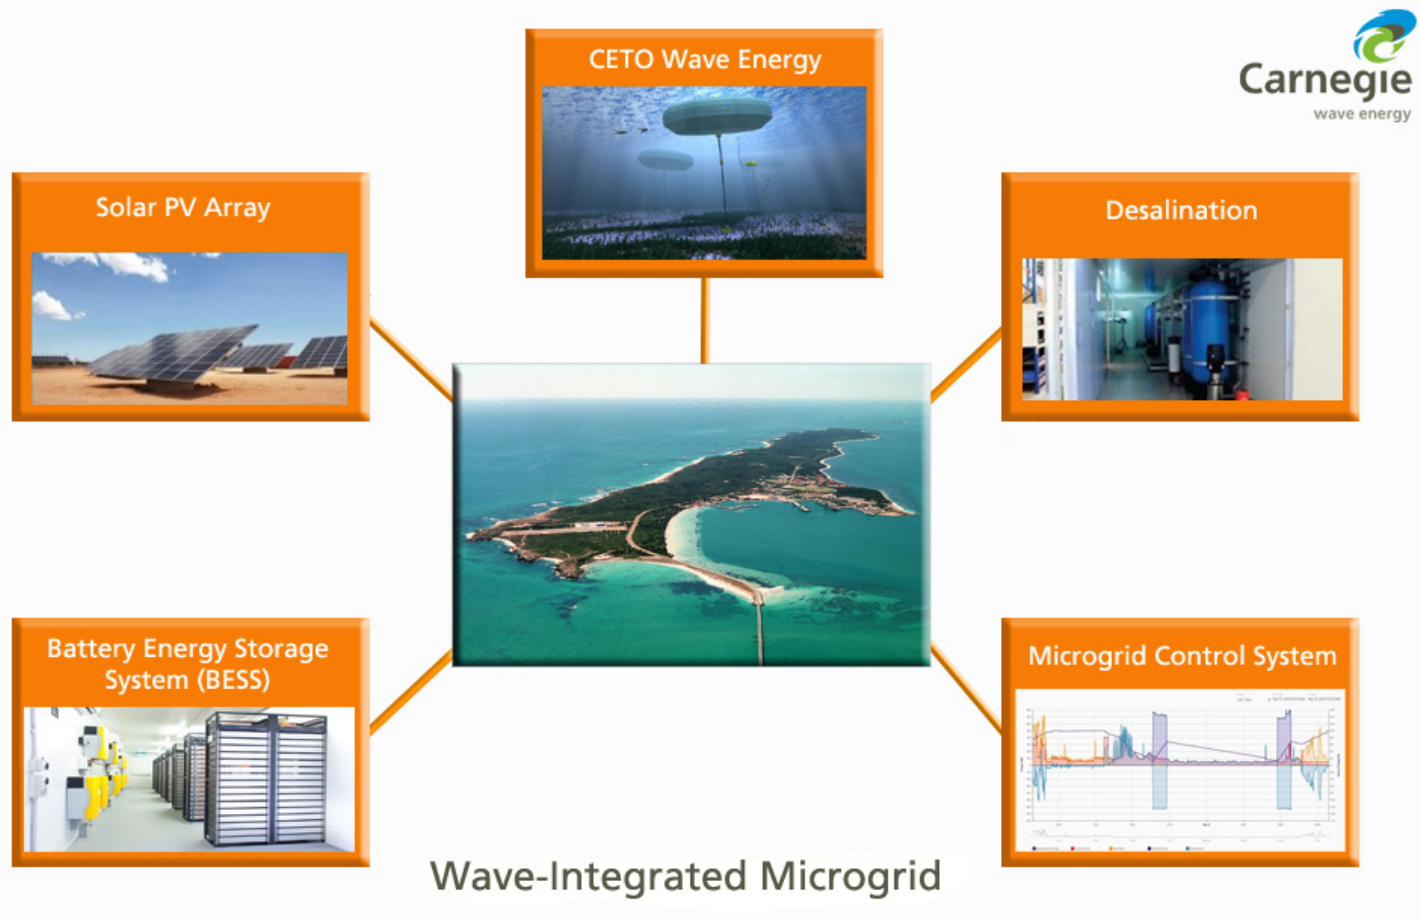 CETO Wave Energy
Carnegie
wave energy
Solar PV Array
Desalination
Battery Energy Storage
System (BESS)
Microgrid Control System
Wave-Integrated Microgrid